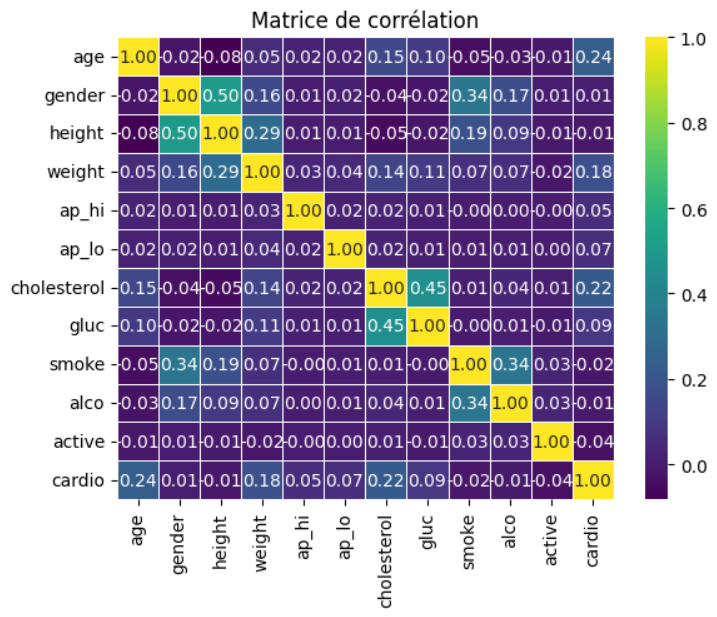 Matrice de corrélation
age 1.00 -0.02 -0.08 0.05 0.02 0.02 0.15 0.10 -0.05 -0.03 -0.01 0.24
gender -0.02 1.00 0.50 0.16 0.01 0.02 -0.04 -0.02 0.34 0.17 0.01 0.01
height -0.08 0.50 1.00 0.29 0.01 0.01 -0.05 -0.02 0.19 0.09 -0.01 -0.01
weight 0.05 0.16 0.29 1.00 0.03 0.04 0.14 0.11 0.07 0.07 -0.02 0.18
ap_hi 0.02 0.01 0.01 0.03 1.00 0.02 0.02 0.01 -0.00 0.00 -0.00 0.05
ap_lo 0.02 0.02 0.01 0.04 0.02 1.00 0.02 0.01 0.01 0.01 0.00 0.07
cholesterol 0.15 -0.04 -0.05 0.14 0.02 0.02 1.00 0.45 0.01 0.04 0.01 0.22
gluc 0.10 -0.02 -0.02 0.11 0.01 0.01 0.45 1.00 -0.00 0.01 -0.01 0.09
smoke -0.05 0.34 0.19 0.07 -0.00 0.01 0.01 -0.00 1.00 0.34 0.03 -0.02
alco -0.03 0.17 0.09 0.07 0.00 0.01 0.04 0.01 0.34 1.00 0.03 -0.01
active -0.01 0.01 -0.01 -0.02 -0.00 0.00 0.01 -0.01 0.03 0.03 1.00 -0.04
cardio 0.24 0.01 -0.01 0.18 0.05 0.07 0.22 0.09 -0.02 -0.01 -0.04 1.00
age gender height weight ap_hi ap_lo cholesterol gluc smoke alco active cardio
1.0
0.8
0.6
0.4
0.2
0.0